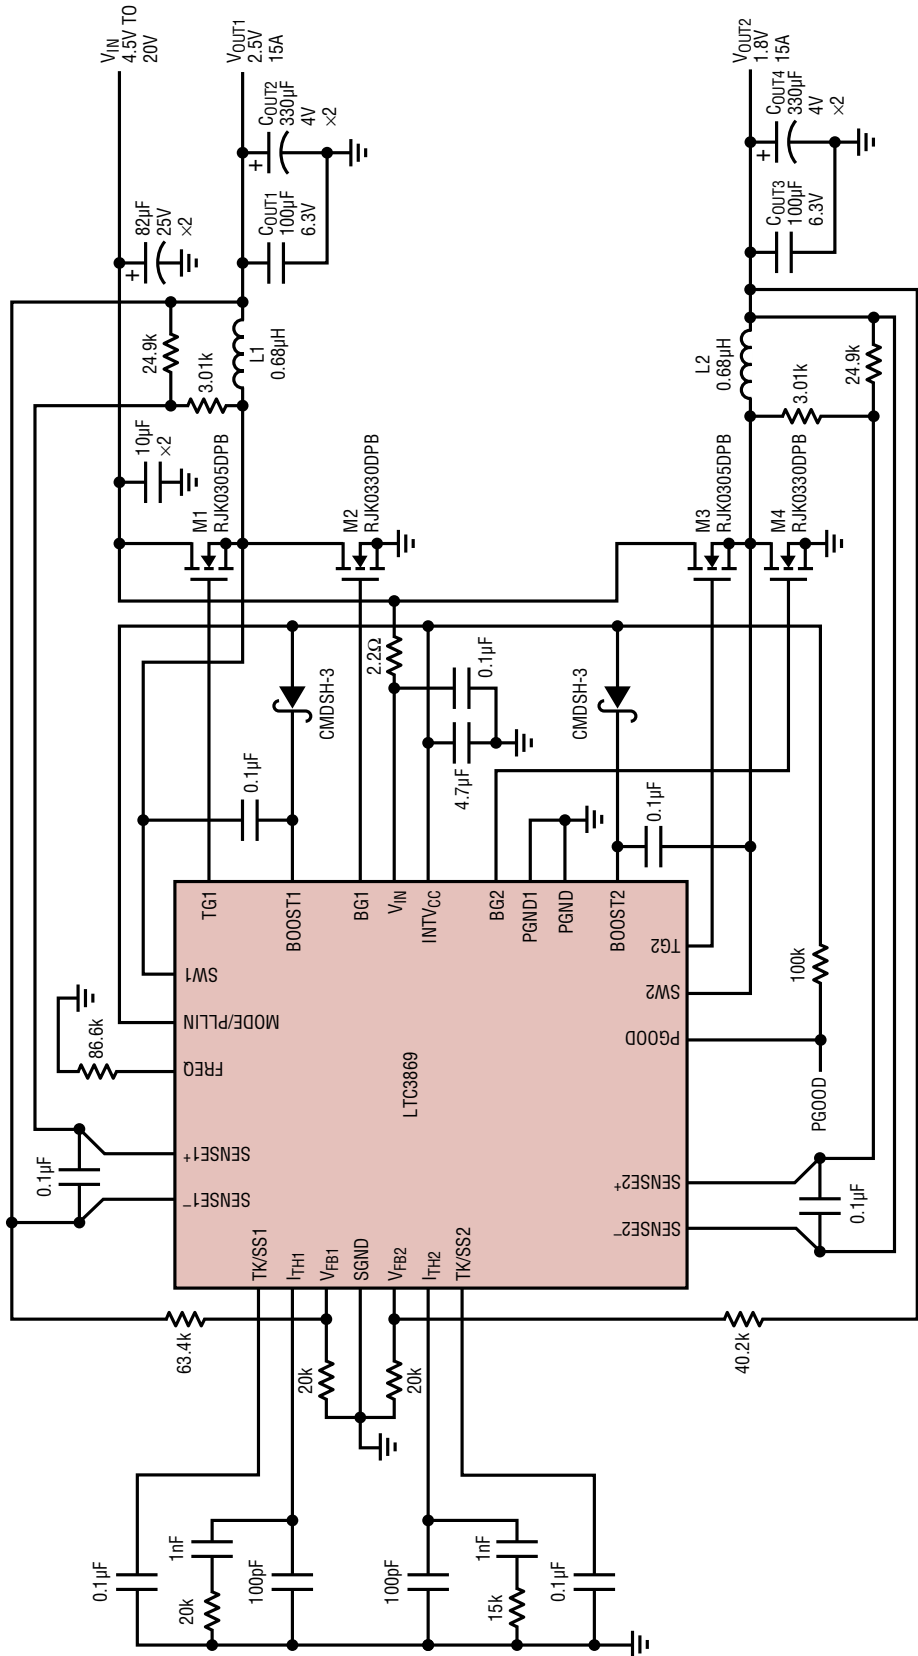 VIN
4.5V TO
20V
VOUT1
2.5V
15A
VOUT2
1.8V
15A
82µF
25V
×2
+
COUT2
330µF
4V
×2
+
COUT1
100µF
6.3V
COUT4
330µF
4V
×2
+
COUT3
100µF
6.3V
24.9k
3.01k
L1
0.68µH
L2
0.68µH
24.9k
3.01k
10µF
×2
M1
RJK0305DPB
M2
RJK0330DPB
M3
RJK0305DPB
M4
RJK0330DPB
2.2Ω
CMDSH-3
0.1µF
CMDSH-3
0.1µF
4.7µF
0.1µF
TG1
BOOST1
BG1
VIN
INTVCC
BG2
PGND1
PGND
BOOST2
TG2
SW1
SW2
MODE/PLLIN
PGOOD
100k
86.6k
FREQ
LTC3869
PGOOD
SENSE1+
SENSE2+
0.1µF
0.1µF
SENSE1–
SENSE2–
TK/SS1
ITH1
VFB1
SGND
VFB2
ITH2
TK/SS2
63.4k
20k
20k
40.2k
0.1µF
1nF
20k
100pF
100pF
1nF
15k
0.1µF